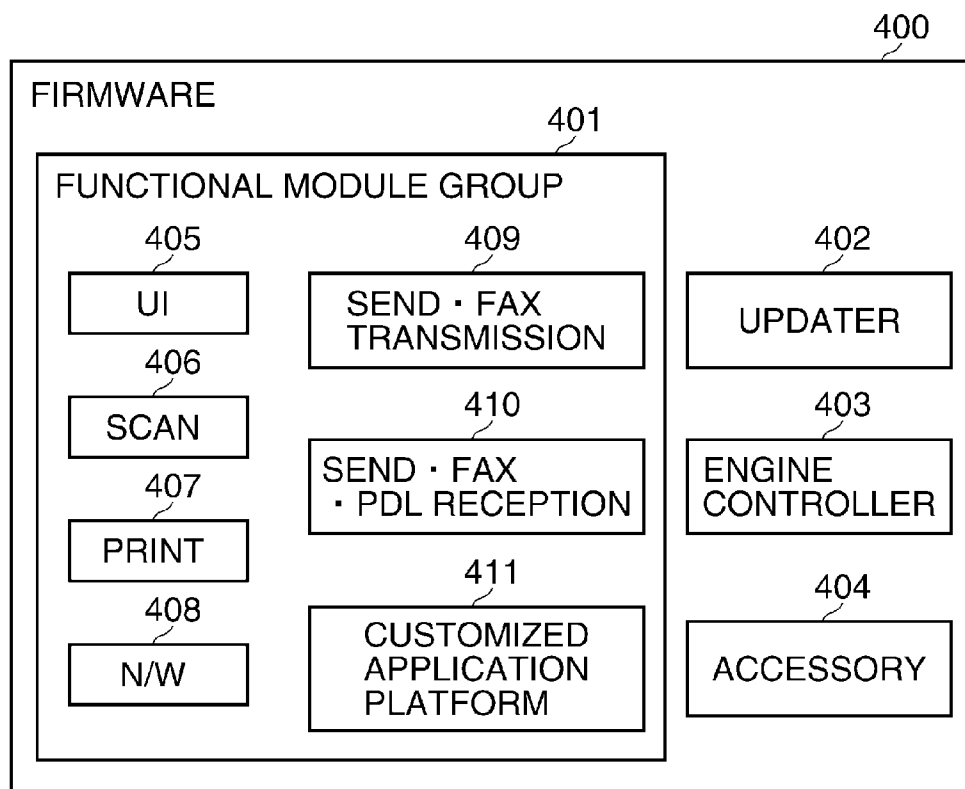 400
FIRMWARE
401
FUNCTIONAL MODULE GROUP
405
UI
406
SCAN
407
PRINT
408
N/W
409
SEND・FAX
TRANSMISSION
410
SEND・FAX
・PDL RECEPTION
411
CUSTOMIZED
APPLICATION
PLATFORM
402
UPDATER
403
ENGINE
CONTROLLER
404
ACCESSORY